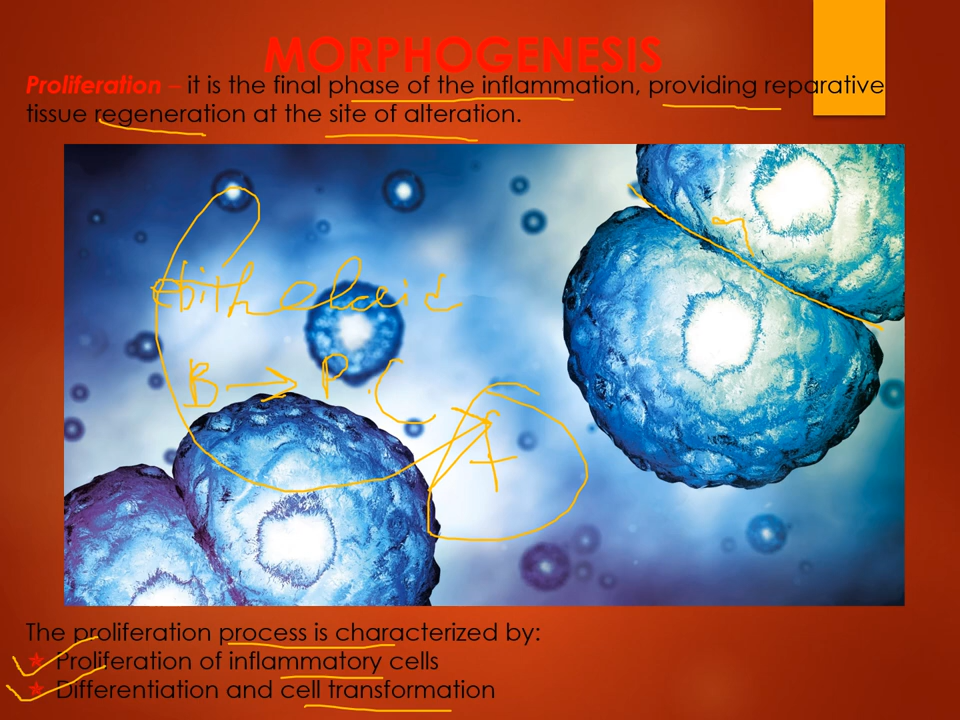 MORPHOGENESIS
Proliferation – it is the final phase of the inflammation, providing reparative
tissue regeneration at the site of alteration.
B → P.C
The proliferation process is characterized by:
★ Proliferation of inflammatory cells
★ Differentiation and cell transformation